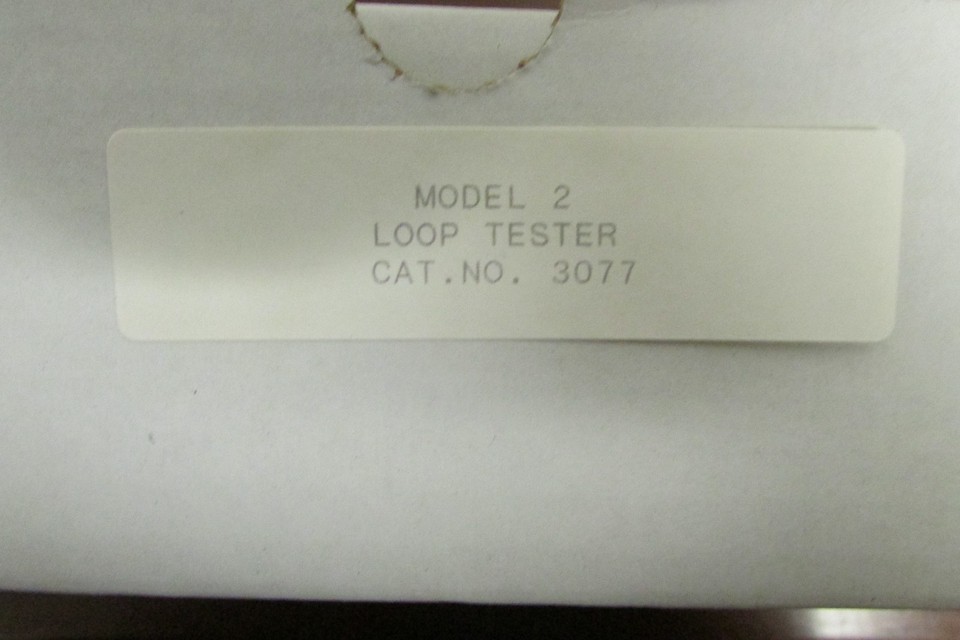 MODEL 2
LOOP TESTER
CAT.NO. 3077